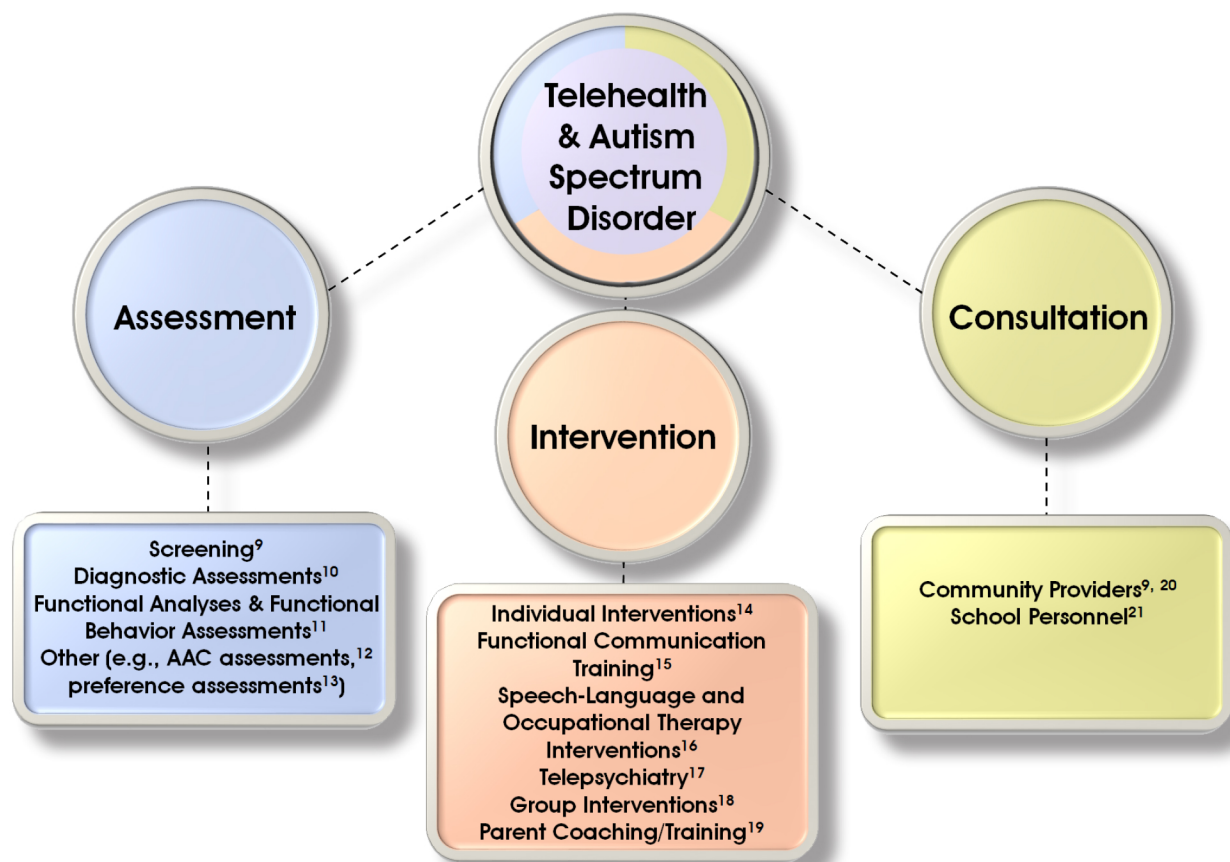 Telehealth
& Autism
Spectrum
Disorder
Assessment
Intervention
Consultation
Screening⁹
Diagnostic Assessments¹⁰
Functional Analyses & Functional
Behavior Assessments¹¹
Other (e.g., AAC assessments,¹²
preference assessments¹³)
Individual Interventions¹⁴
Functional Communication
Training¹⁵
Speech-Language and
Occupational Therapy
Interventions¹⁶
Telepsychiatry¹⁷
Group Interventions¹⁸
Parent Coaching/Training¹⁹
Community Providers⁹, ²⁰
School Personnel²¹